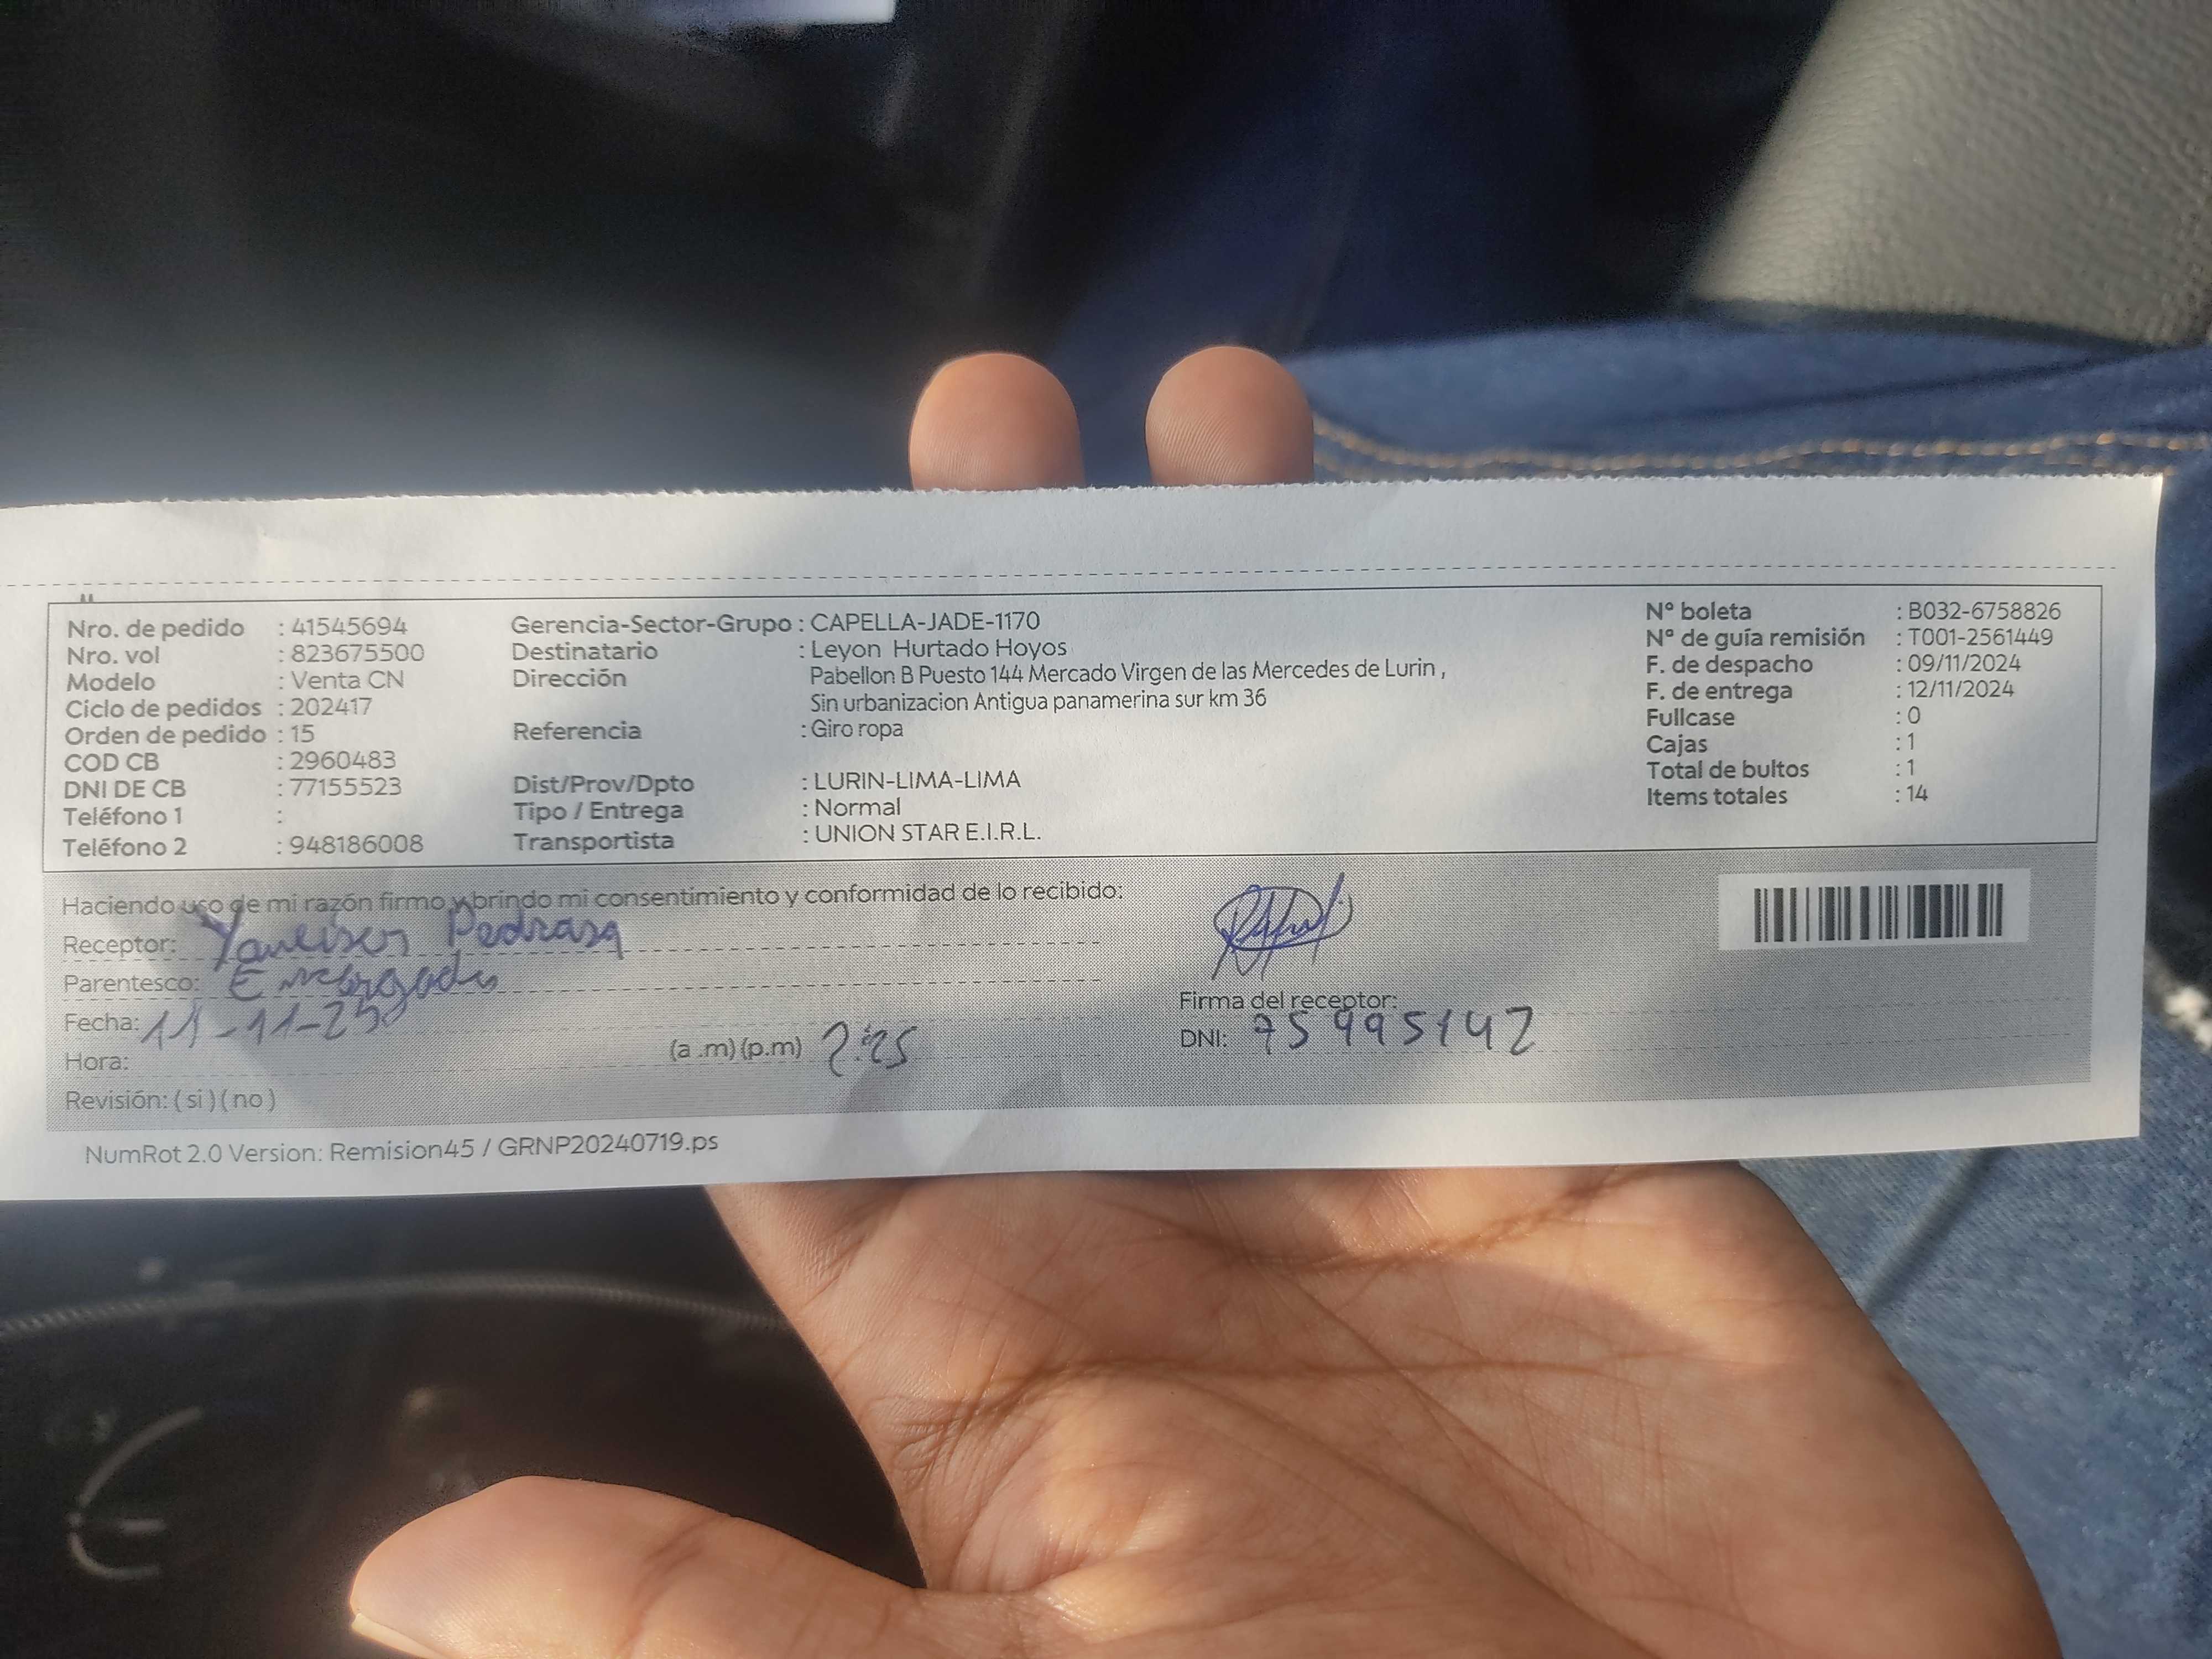 Nro. de pedido : 41545694
Nro. vol : 823675500
Modelo : Venta CN
Ciclo de pedidos : 202417
Orden de pedido : 15
COD CB : 2960483
DNI DE CB : 77155523
Teléfono 1 :
Teléfono 2 : 948186008
Gerencia-Sector-Grupo : CAPELLA-JADE-1170
Destinatario : Leyon Hurtado Hoyos
Dirección Pabellon B Puesto 144 Mercado Virgen de las Mercedes de Lurin ,
Sin urbanizacion Antigua panamerina sur km 36
Referencia : Giro ropa
Dist/Prov/Dpto : LURIN-LIMA-LIMA
Tipo / Entrega : Normal
Transportista : UNION STAR E.I.R.L.
Nº boleta : B032-6758826
Nº de guía remisión : T001-2561449
F. de despacho : 09/11/2024
F. de entrega : 12/11/2024
Fullcase : 0
Cajas : 1
Total de bultos : 1
Items totales : 14
Haciendo uso de mi razón firmo y brindo mi consentimiento y conformidad de lo recibido:
Receptor: Pedrasa
Parentesco: Encargado
Fecha: 11-11-25
Hora: (a .m) (p.m) 2:25
Revisión: ( si ) ( no )
Firma del receptor:
DNI: 75995142
NumRot 2.0 Version: Remision45 / GRNP20240719.ps